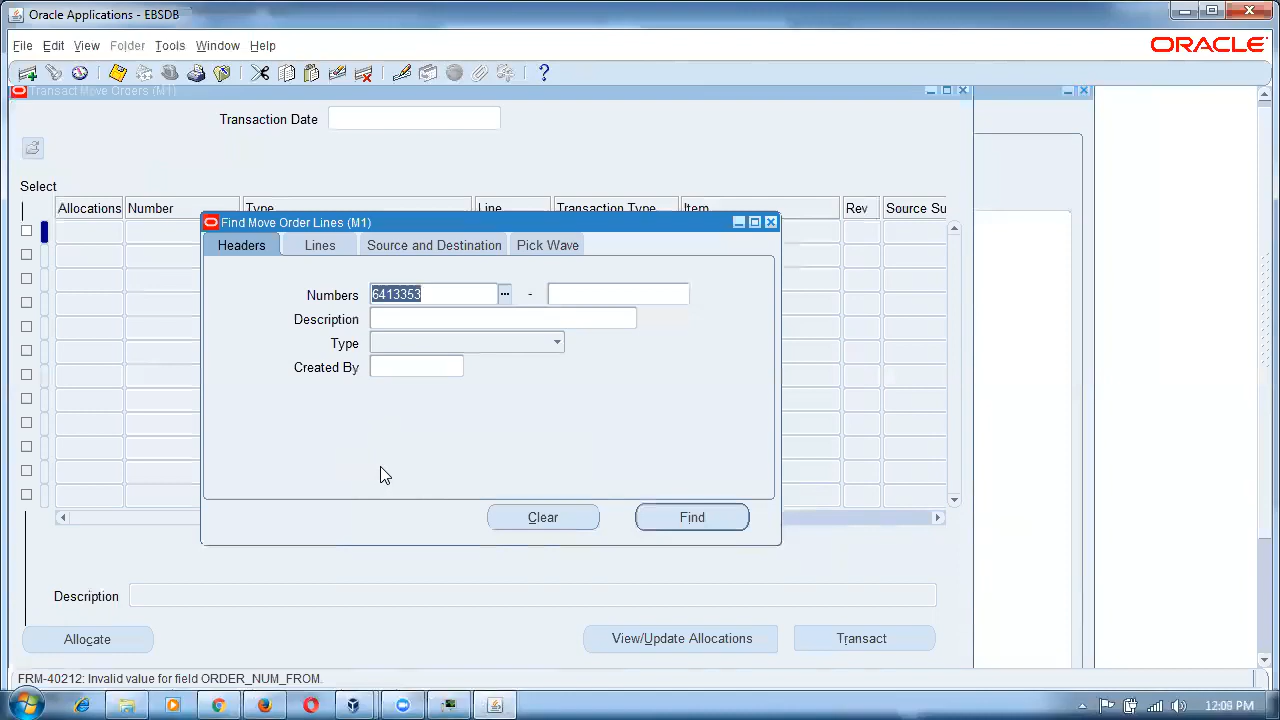 Oracle Applications - EBSDB
File Edit View Folder Tools Window Help
ORACLE
Transact Move Orders (M1)
Transaction Date
Select
Allocations Number Type Line Transaction Type Item Rev Source Su
Find Move Order Lines (M1)
Headers Lines Source and Destination Pick Wave
Numbers 6413353 ... -
Description
Type
Created By
Clear Find
Description
Allocate View/Update Allocations Transact
FRM-40212: Invalid value for field ORDER_NUM_FROM.